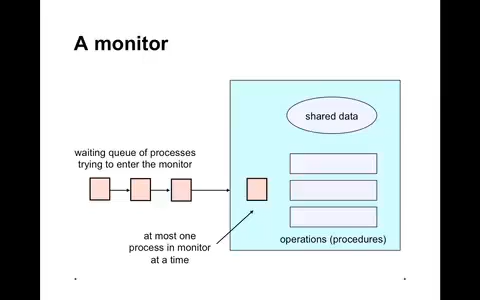 A monitor
shared data
waiting queue of processes
trying to enter the monitor
at most one
process in monitor
at a time
operations (procedures)